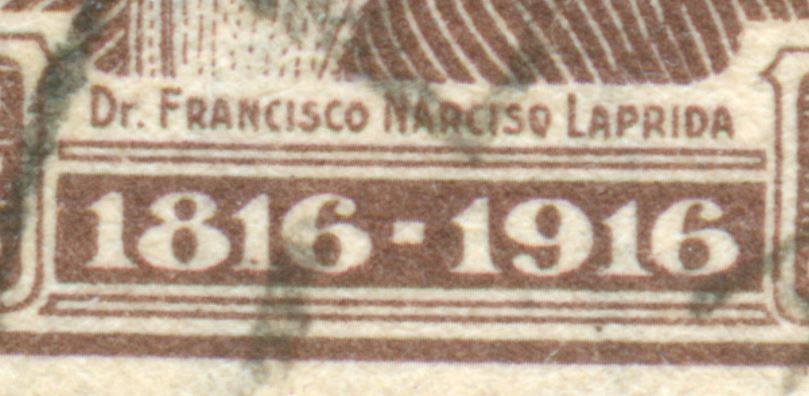 Dr. FRANCISCO NARCISO LAPRIDA
1816-1916